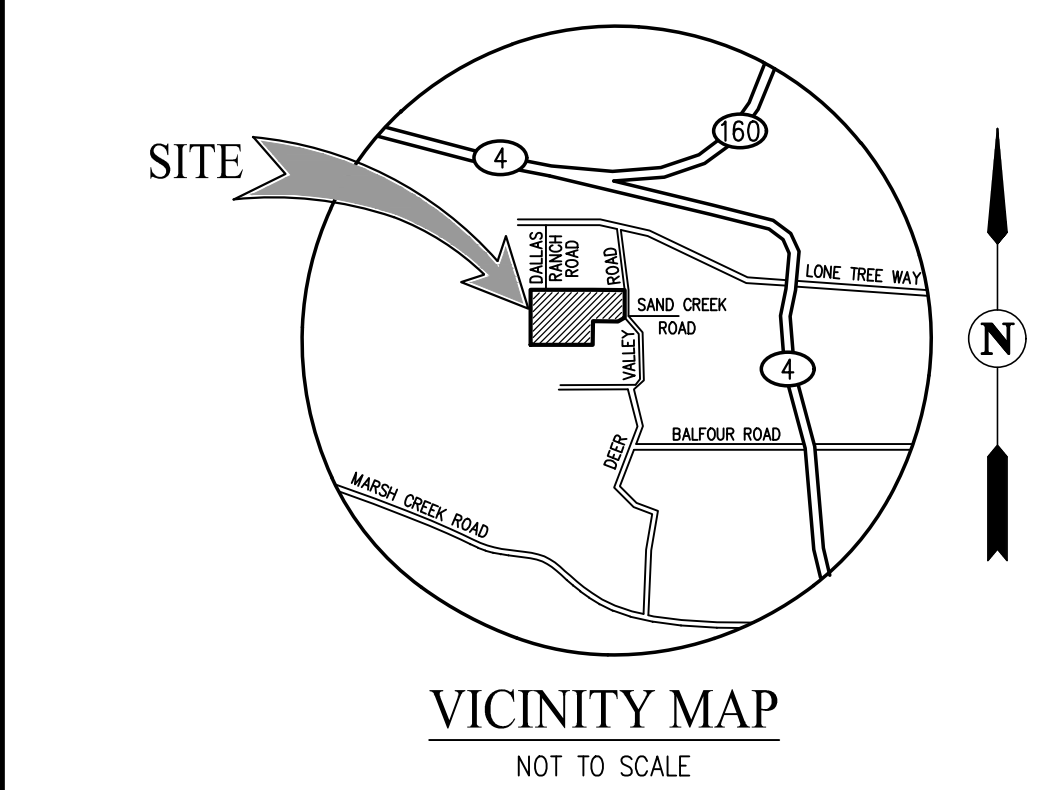 160
4
SITE
DALLAS
RANCH
ROAD
ROAD
LONE TREE WAY
SAND CREEK
ROAD
N
VALLEY
4
BALFOUR ROAD
DEER
MARSH CREEK ROAD
VICINITY MAP
NOT TO SCALE